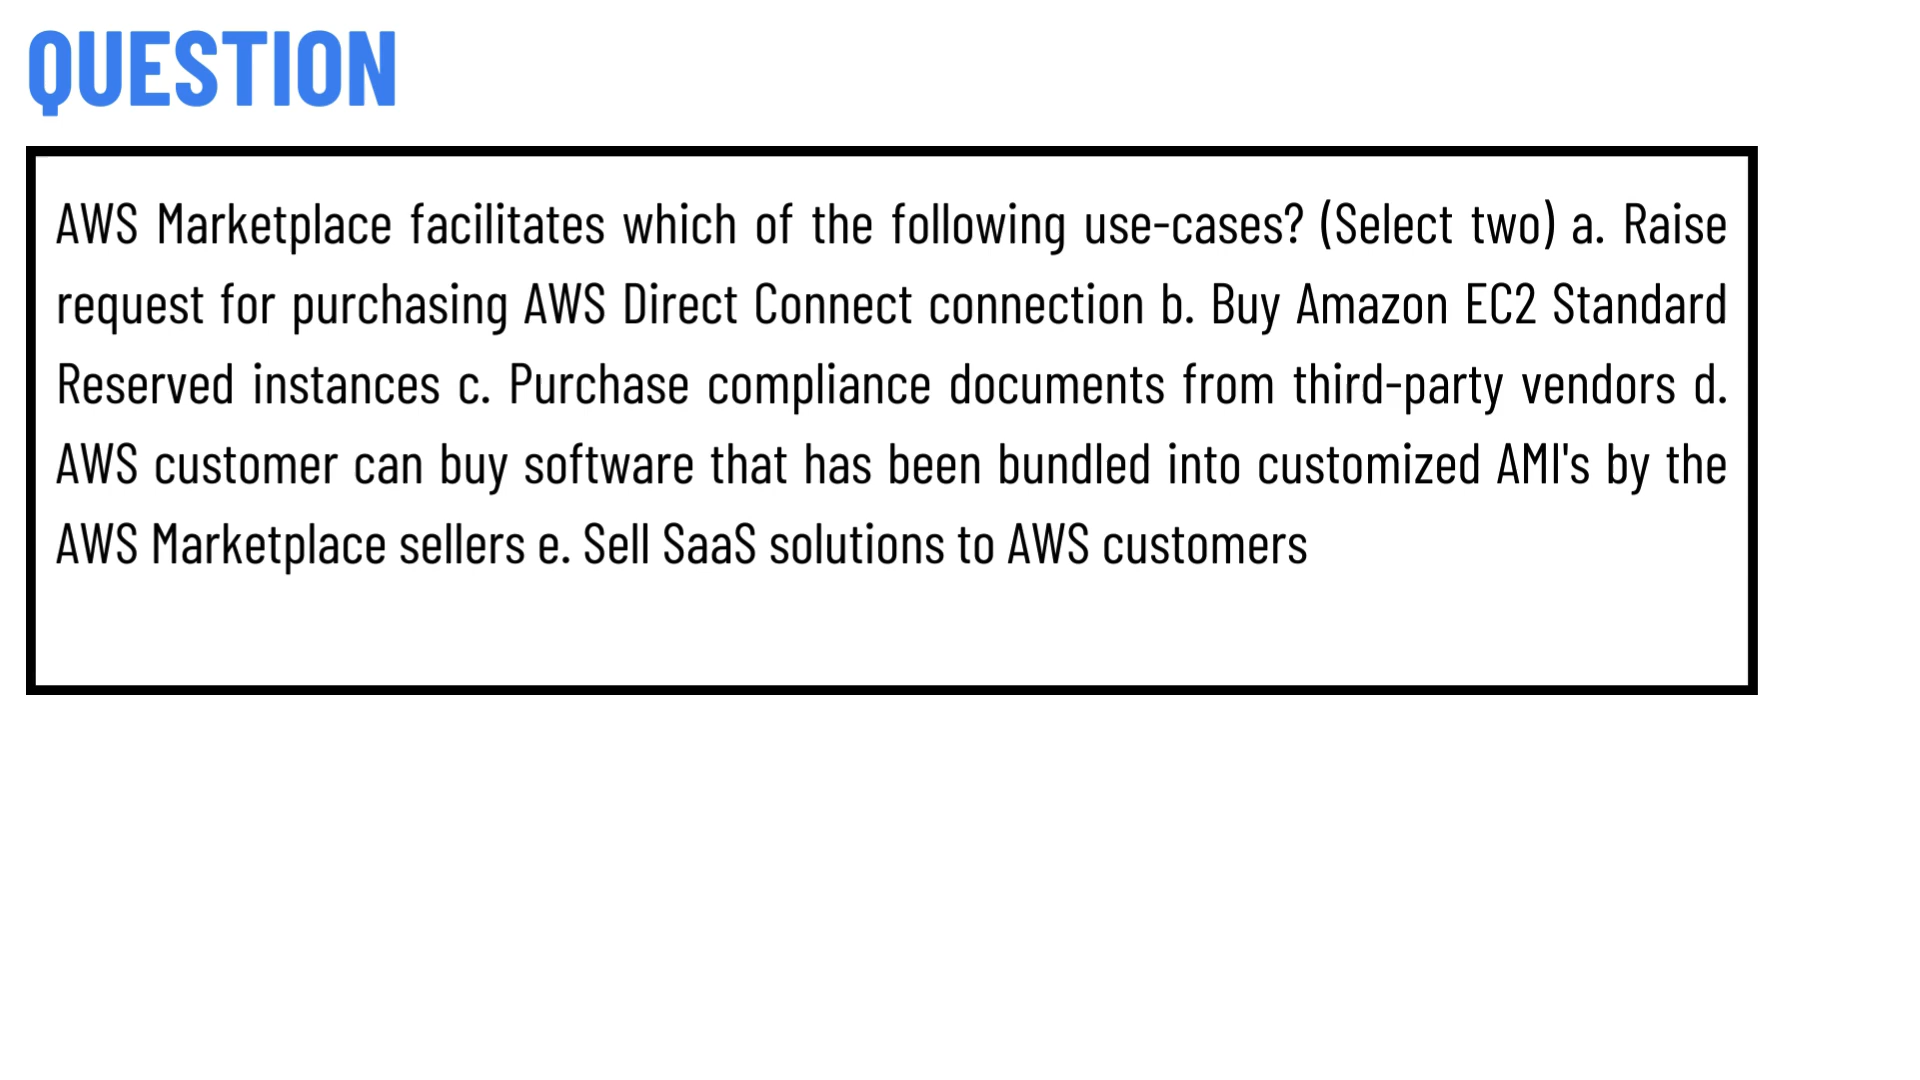 QUESTION
AWS Marketplace facilitates which of the following use-cases? (Select two) a. Raise
request for purchasing AWS Direct Connect connection b. Buy Amazon EC2 Standard
Reserved instances c. Purchase compliance documents from third-party vendors d.
AWS customer can buy software that has been bundled into customized AMI's by the
AWS Marketplace sellers e. Sell SaaS solutions to AWS customers